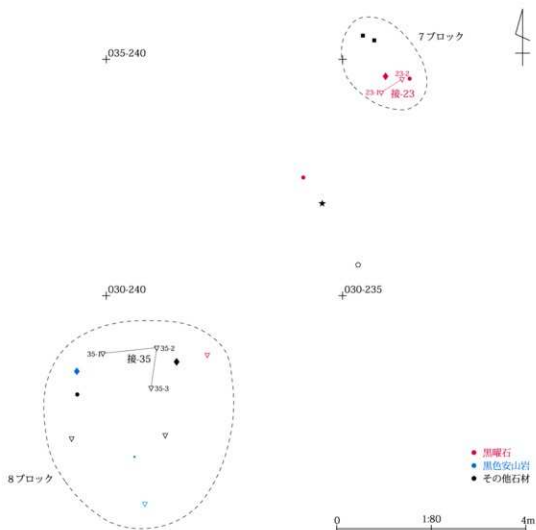 7ブロック
035-240
23-2
23-1
接-23
030-240
030-235
35-1
35-2
接-35
35-3
8ブロック
黒曜石
黒色安山岩
その他石材
0
1:80
4m